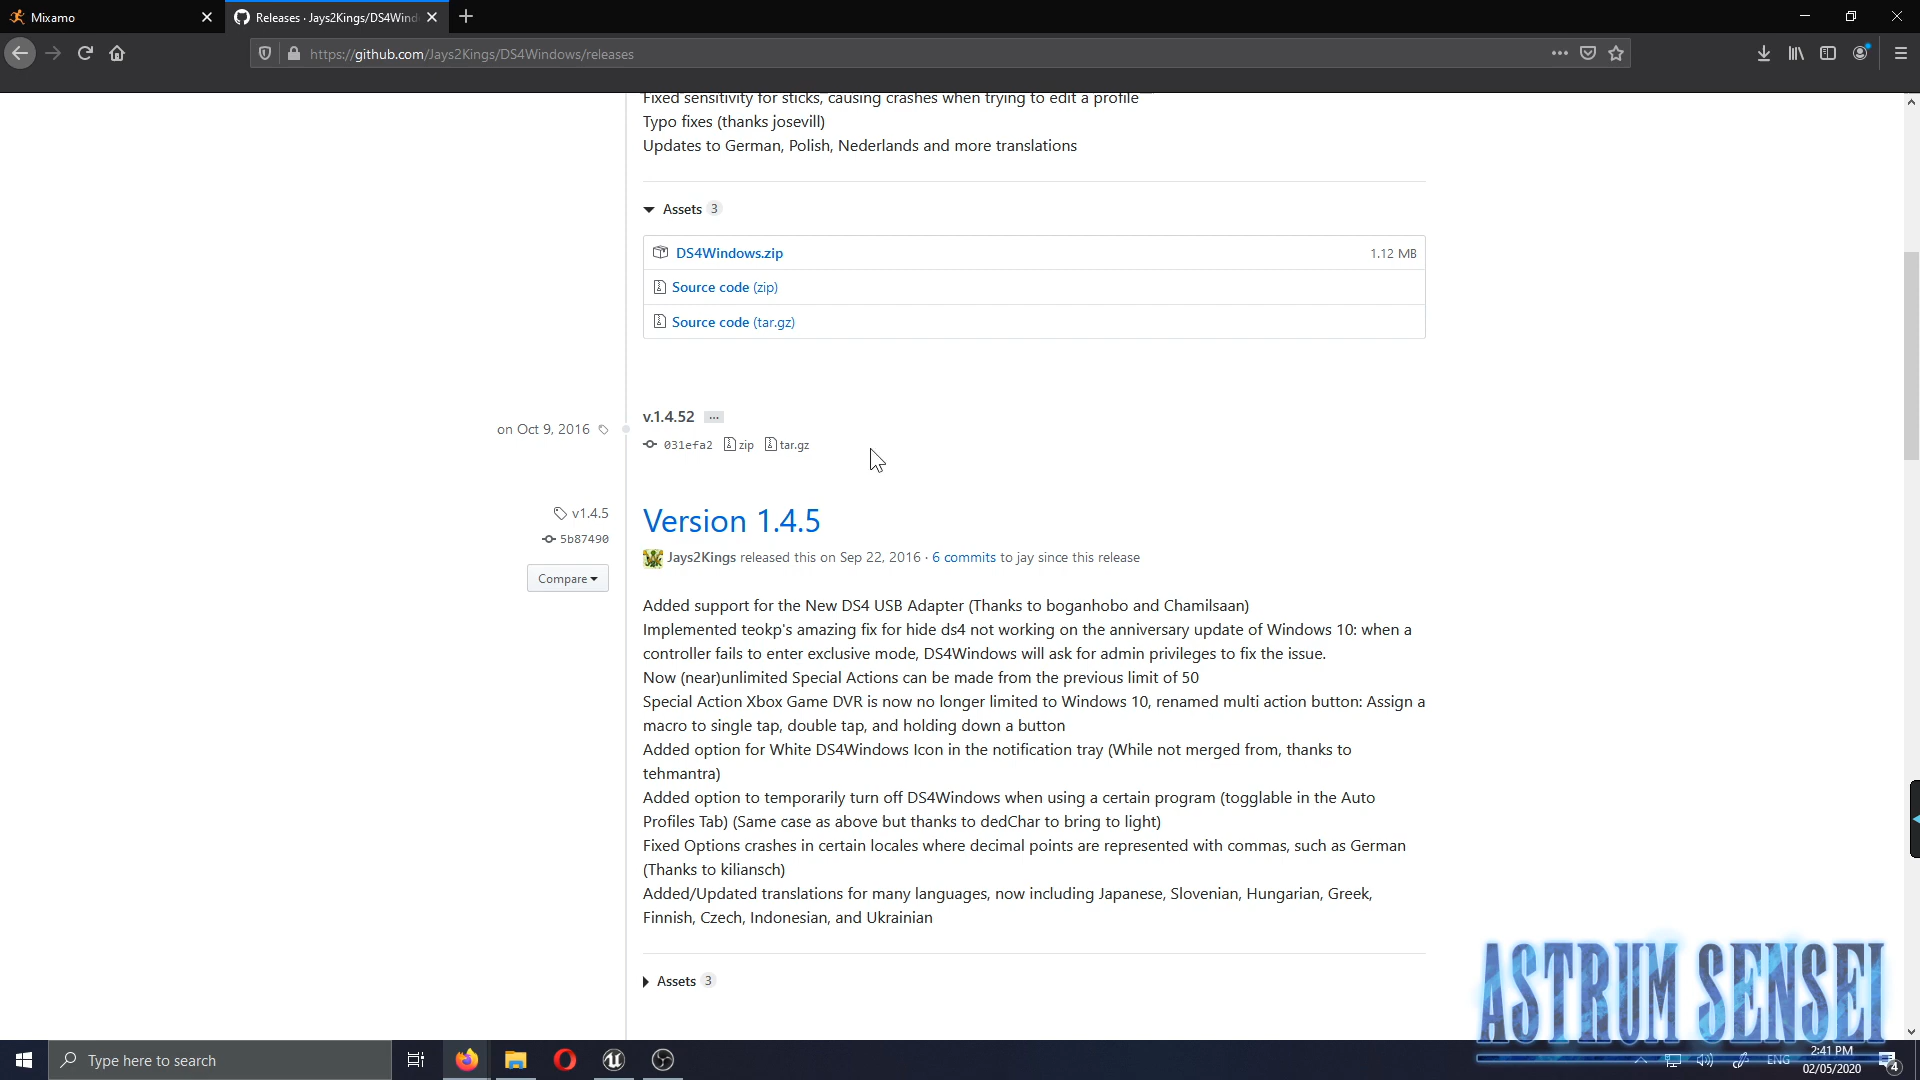 Mixamo
Releases · Jays2Kings/DS4Wind
https://github.com/Jays2Kings/DS4Windows/releases
Fixed sensitivity for sticks, causing crashes when trying to edit a profile
Typo fixes (thanks josevill)
Updates to German, Polish, Nederlands and more translations
Assets 3
DS4Windows.zip 1.12 MB
Source code (zip)
Source code (tar.gz)
on Oct 9, 2016
v.1.4.52 ...
031efa2 zip tar.gz
v1.4.5
5b87490
Compare
Version 1.4.5
Jays2Kings released this on Sep 22, 2016 · 6 commits to jay since this release
Added support for the New DS4 USB Adapter (Thanks to boganhobo and Chamilsaan)
Implemented teokp's amazing fix for hide ds4 not working on the anniversary update of Windows 10: when a
controller fails to enter exclusive mode, DS4Windows will ask for admin privileges to fix the issue.
Now (near)unlimited Special Actions can be made from the previous limit of 50
Special Action Xbox Game DVR is now no longer limited to Windows 10, renamed multi action button: Assign a
macro to single tap, double tap, and holding down a button
Added option for White DS4Windows Icon in the notification tray (While not merged from, thanks to
tehmantra)
Added option to temporarily turn off DS4Windows when using a certain program (togglable in the Auto
Profiles Tab) (Same case as above but thanks to dedChar to bring to light)
Fixed Options crashes in certain locales where decimal points are represented with commas, such as German
(Thanks to kiliansch)
Added/Updated translations for many languages, now including Japanese, Slovenian, Hungarian, Greek,
Finnish, Czech, Indonesian, and Ukrainian
Assets 3
ASTRUM SENSEI
Type here to search
ENG
2:41 PM
02/05/2020
4